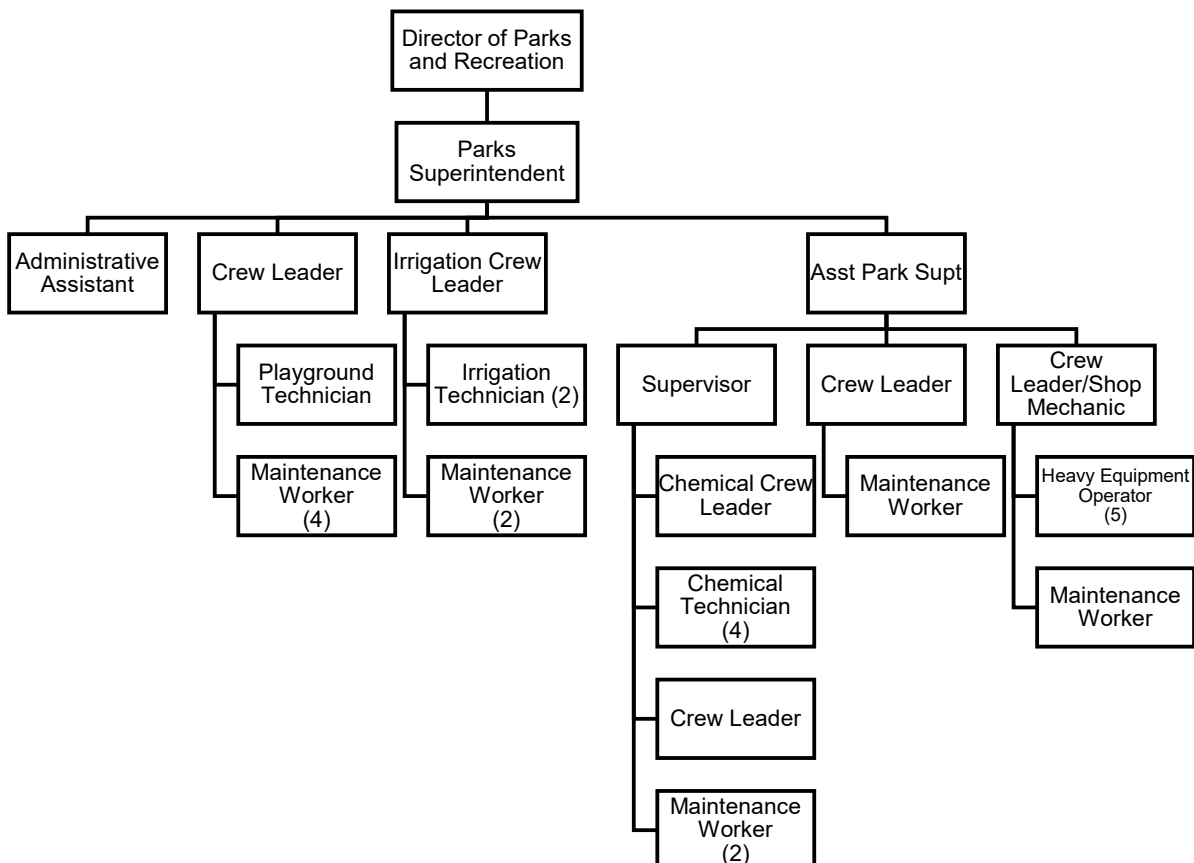 Director of Parks
and Recreation
Parks
Superintendent
Administrative
Assistant
Crew Leader
Irrigation Crew
Leader
Asst Park Supt
Playground
Technician
Maintenance
Worker
(4)
Irrigation
Technician (2)
Maintenance
Worker
(2)
Supervisor
Chemical Crew
Leader
Chemical
Technician
(4)
Crew Leader
Maintenance
Worker
(2)
Crew Leader
Maintenance
Worker
Crew
Leader/Shop
Mechanic
Heavy Equipment
Operator
(5)
Maintenance
Worker